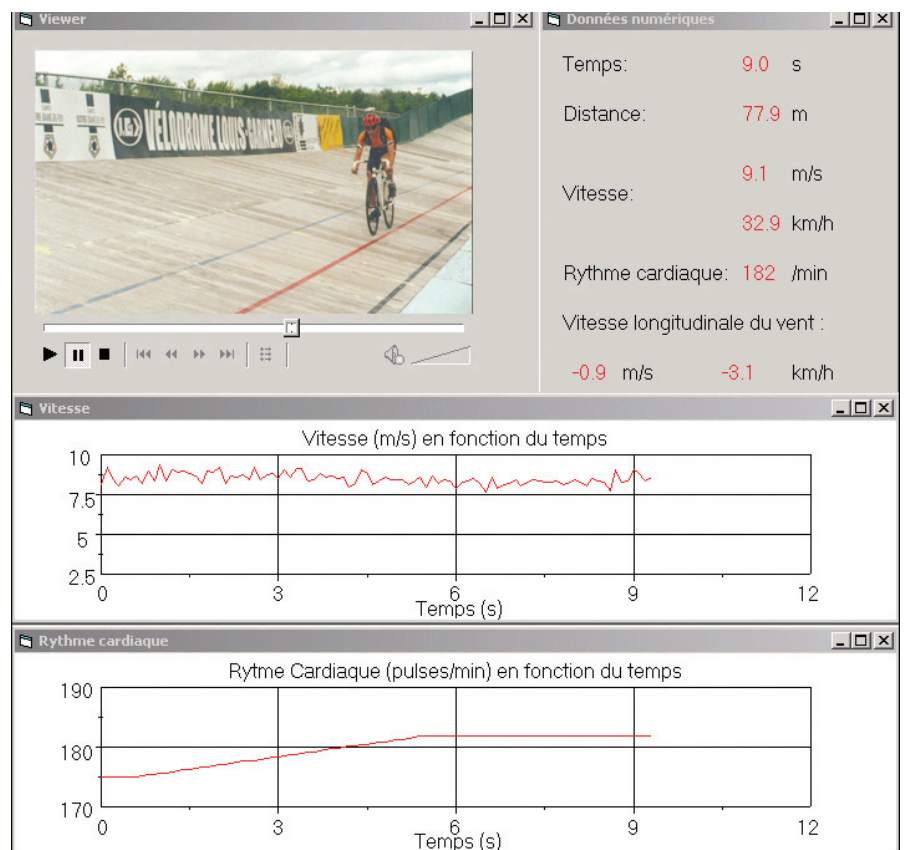 Viewer
VÉLODROME LOUIS-GARNEAU
Données numériques
Temps: 9.0 s
Distance: 77.9 m
Vitesse: 9.1 m/s
32.9 km/h
Rythme cardiaque: 182 /min
Vitesse longitudinale du vent :
-0.9 m/s -3.1 km/h
Vitesse
Vitesse (m/s) en fonction du temps
10
7.5
5
2.5
0 3 6 9 12
Temps (s)
Rythme cardiaque
Rytme Cardiaque (pulses/min) en fonction du temps
190
180
170
0 3 6 9 12
Temps (s)